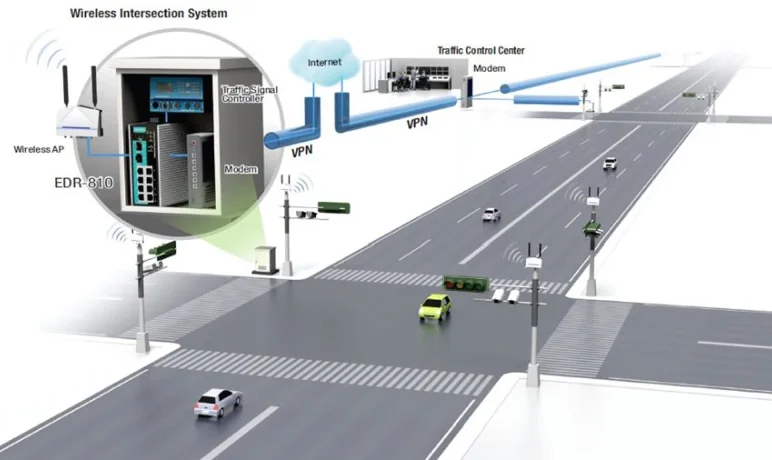 Wireless Intersection System
Internet
Traffic Control Center
Modem
Traffic Signal
Controller
Wireless AP
VPN
VPN
Modem
EDR-810